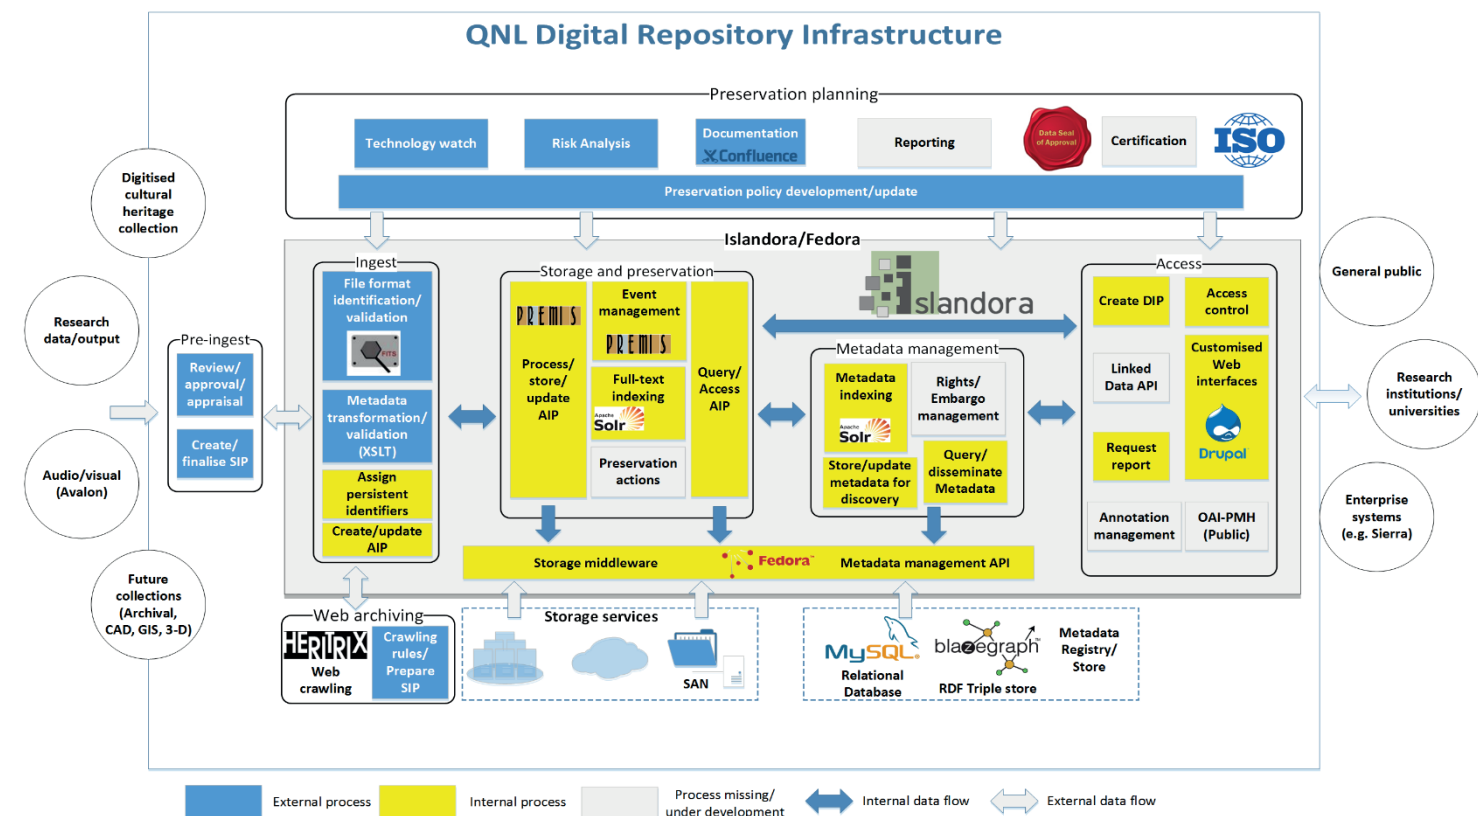 QNL Digital Repository Infrastructure
Preservation planning
Technology watch
Risk Analysis
Documentation
Confluence
Reporting
Data Seal
of Approval
Certification
ISO
Preservation policy development/update
Digitised
cultural
heritage
collection
Research
data/output
Audio/visual
(Avalon)
Future
collections
(Archival,
CAD, GIS, 3-D)
Pre-ingest
Review/
approval/
appraisal
Create/
finalise SIP
Islandora/Fedora
Ingest
File format
identification/
validation
FITS
Metadata
transformation/
validation
(XSLT)
Assign
persistent
identifiers
Create/update
AIP
Storage and preservation
PREMIS
Process/
store/
update
AIP
Event
management
PREMIS
Full-text
indexing
Apache
Solr
Preservation
actions
Query/
Access
AIP
islandora
Metadata management
Metadata
indexing
Apache
Solr
Rights/
Embargo
management
Store/update
metadata for
discovery
Query/
disseminate
Metadata
Access
Create DIP
Access
control
Linked
Data API
Customised
Web
interfaces
Drupal
Request
report
Annotation
management
OAI-PMH
(Public)
Storage middleware
Fedora™
Metadata management API
General public
Research
institutions/
universities
Enterprise
systems
(e.g. Sierra)
Web archiving
HERITRIX
Web
crawling
Crawling
rules/
Prepare
SIP
Storage services
SAN
MySQL®
Relational
Database
blazegraph™
RDF Triple store
Metadata
Registry/
Store
External process
Internal process
Process missing/
under development
Internal data flow
External data flow